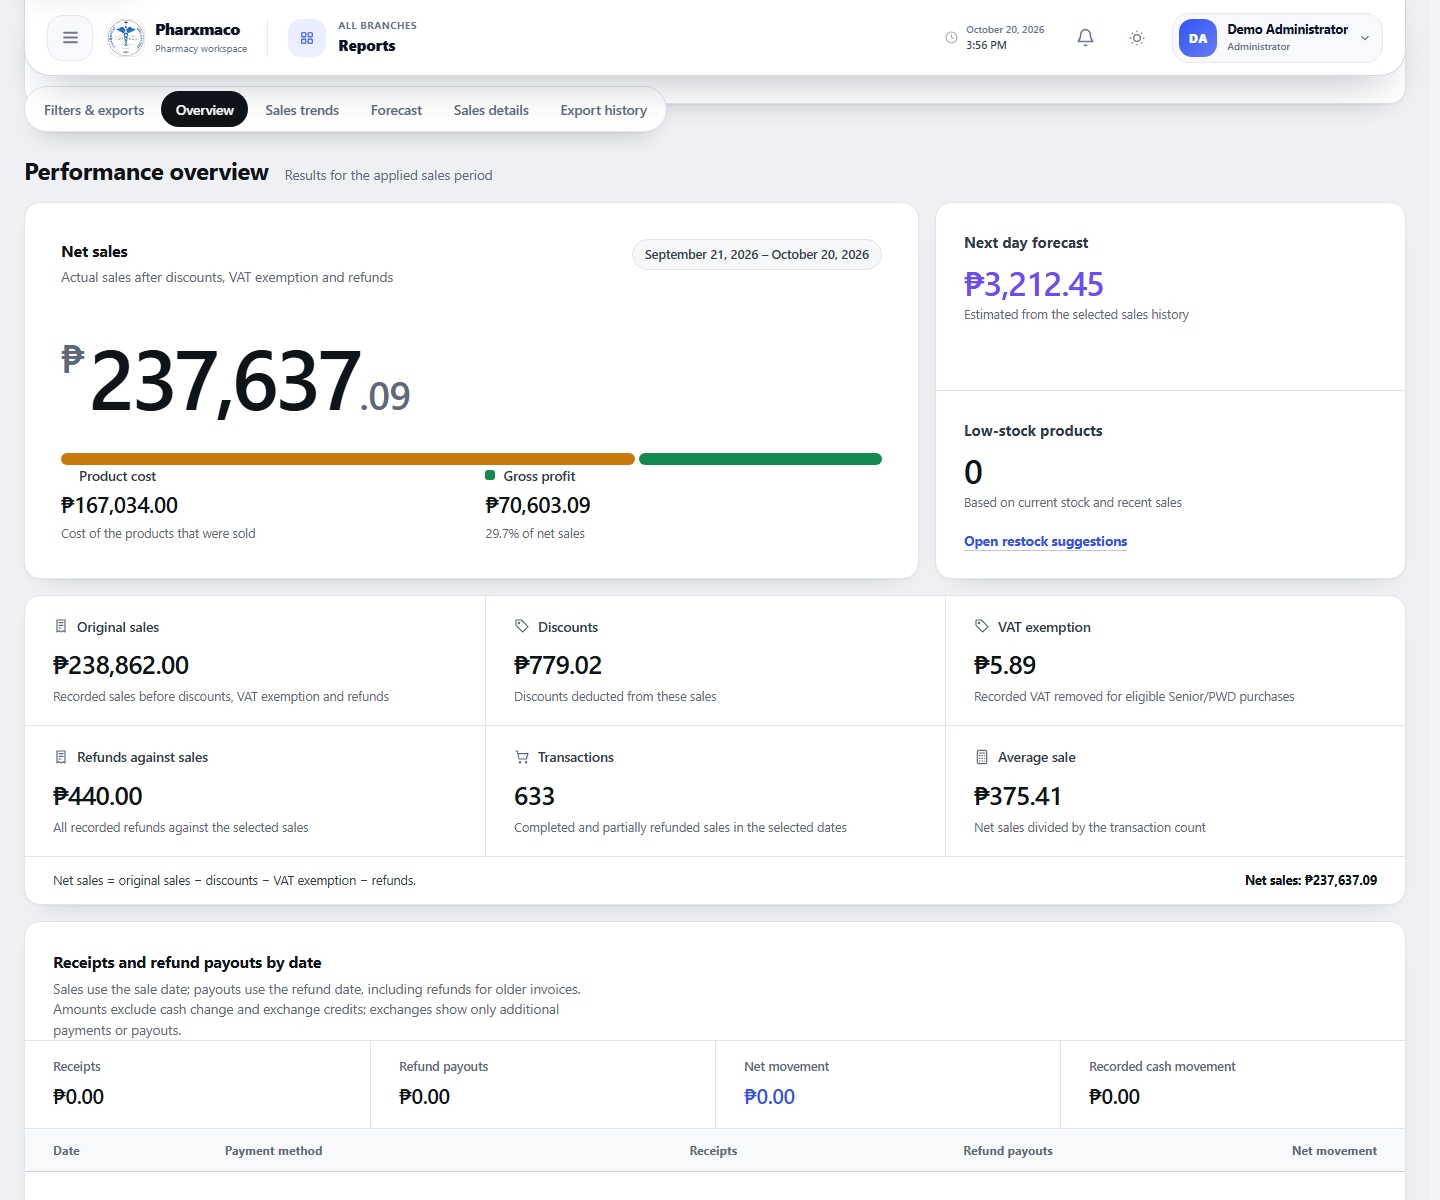 Pharxmaco
Pharmacy workspace
ALL BRANCHES
Reports
October 20, 2026
3:56 PM
DA
Demo Administrator
Administrator
Filters & exports
Overview
Sales trends
Forecast
Sales details
Export history
Performance overview
Results for the applied sales period
Net sales
September 21, 2026 – October 20, 2026
Actual sales after discounts, VAT exemption and refunds
₱237,637.09
Product cost
₱167,034.00
Cost of the products that were sold
Gross profit
₱70,603.09
29.7% of net sales
Next day forecast
₱3,212.45
Estimated from the selected sales history
Low-stock products
0
Based on current stock and recent sales
Open restock suggestions
Original sales
₱238,862.00
Recorded sales before discounts, VAT exemption and refunds
Discounts
₱779.02
Discounts deducted from these sales
VAT exemption
₱5.89
Recorded VAT removed for eligible Senior/PWD purchases
Refunds against sales
₱440.00
All recorded refunds against the selected sales
Transactions
633
Completed and partially refunded sales in the selected dates
Average sale
₱375.41
Net sales divided by the transaction count
Net sales = original sales − discounts − VAT exemption − refunds.
Net sales: ₱237,637.09
Receipts and refund payouts by date
Sales use the sale date; payouts use the refund date, including refunds for older invoices.
Amounts exclude cash change and exchange credits; exchanges show only additional
payments or payouts.
Receipts
₱0.00
Refund payouts
₱0.00
Net movement
₱0.00
Recorded cash movement
₱0.00
Date
Payment method
Receipts
Refund payouts
Net movement